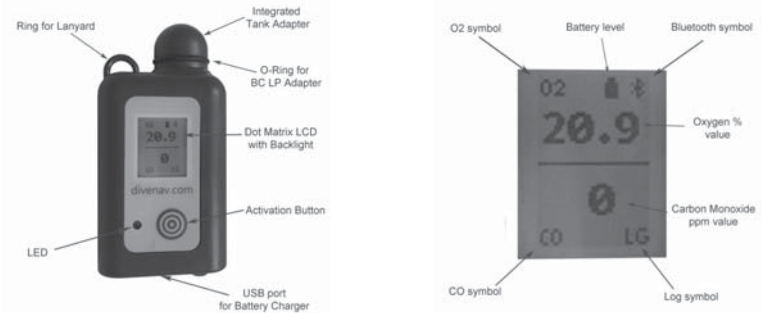 Ring for Lanyard
Integrated
Tank Adapter
O-Ring for
BC LP Adapter
Dot Matrix LCD
with Backlight
20.9
0
divenav.com
Activation Button
LED
USB port
for Battery Charger
O2 symbol
Battery level
Bluetooth symbol
O2
20.9
Oxygen %
value
0
Carbon Monoxide
ppm value
CO
LG
CO symbol
Log symbol